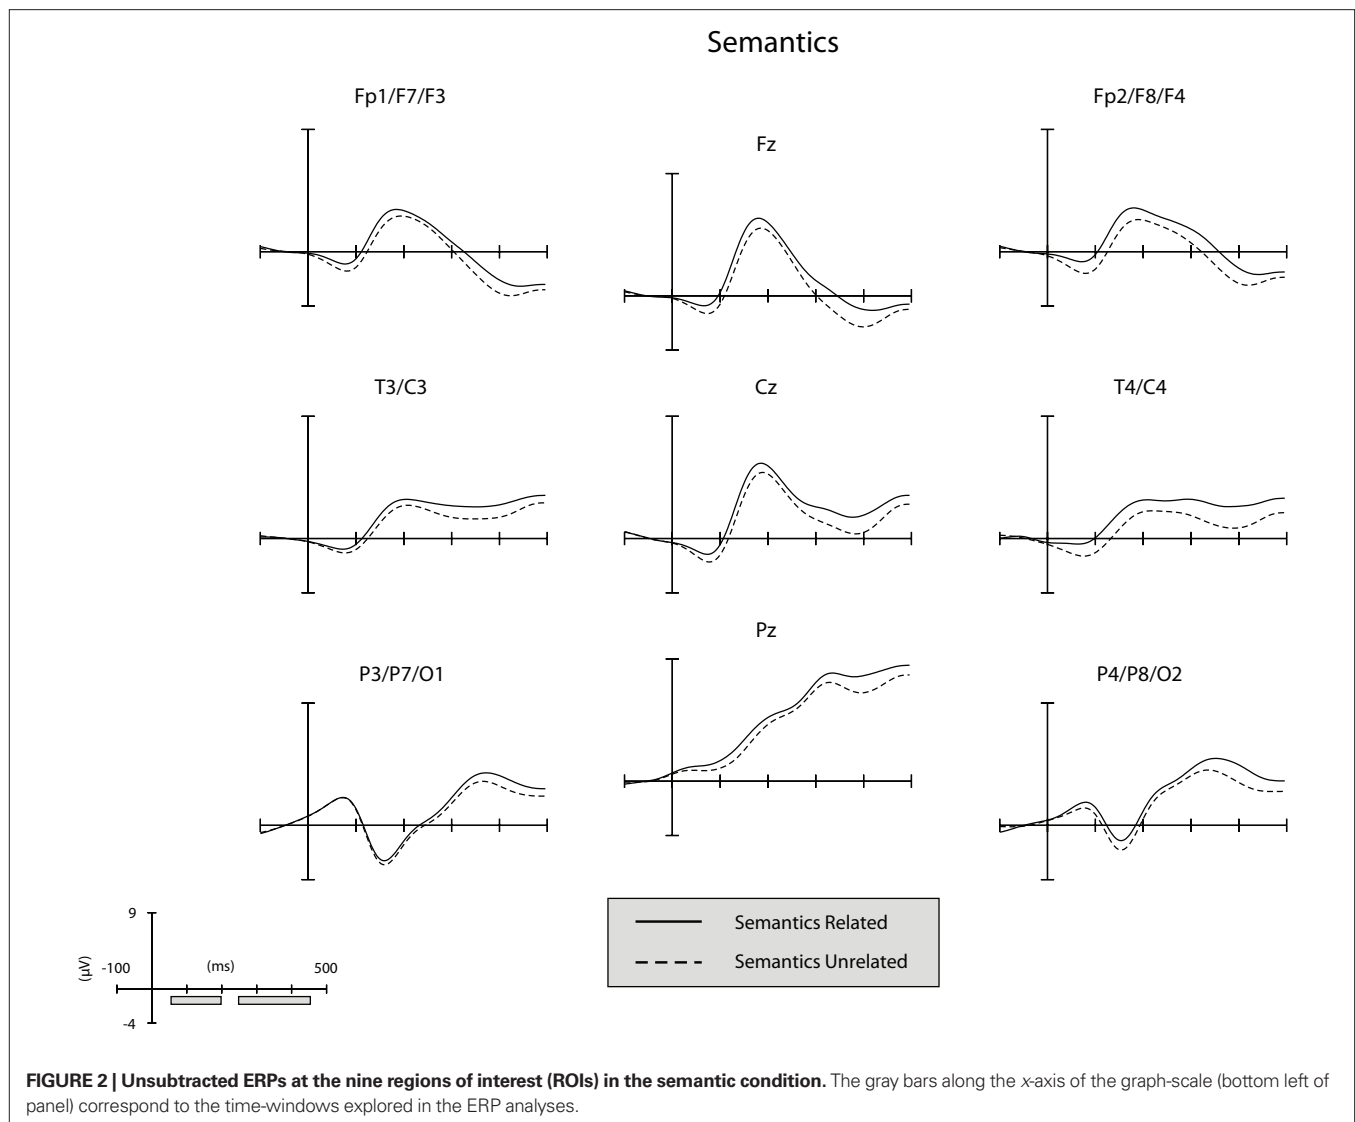 Semantics
Fp1/F7/F3
Fz
Fp2/F8/F4
T3/C3
Cz
T4/C4
P3/P7/O1
Pz
P4/P8/O2
9
(μV)
-100
(ms)
500
-4
Semantics Related
Semantics Unrelated
FIGURE 2 | Unsubtracted ERPs at the nine regions of interest (ROIs) in the semantic condition. The gray bars along the x-axis of the graph-scale (bottom left of
panel) correspond to the time-windows explored in the ERP analyses.